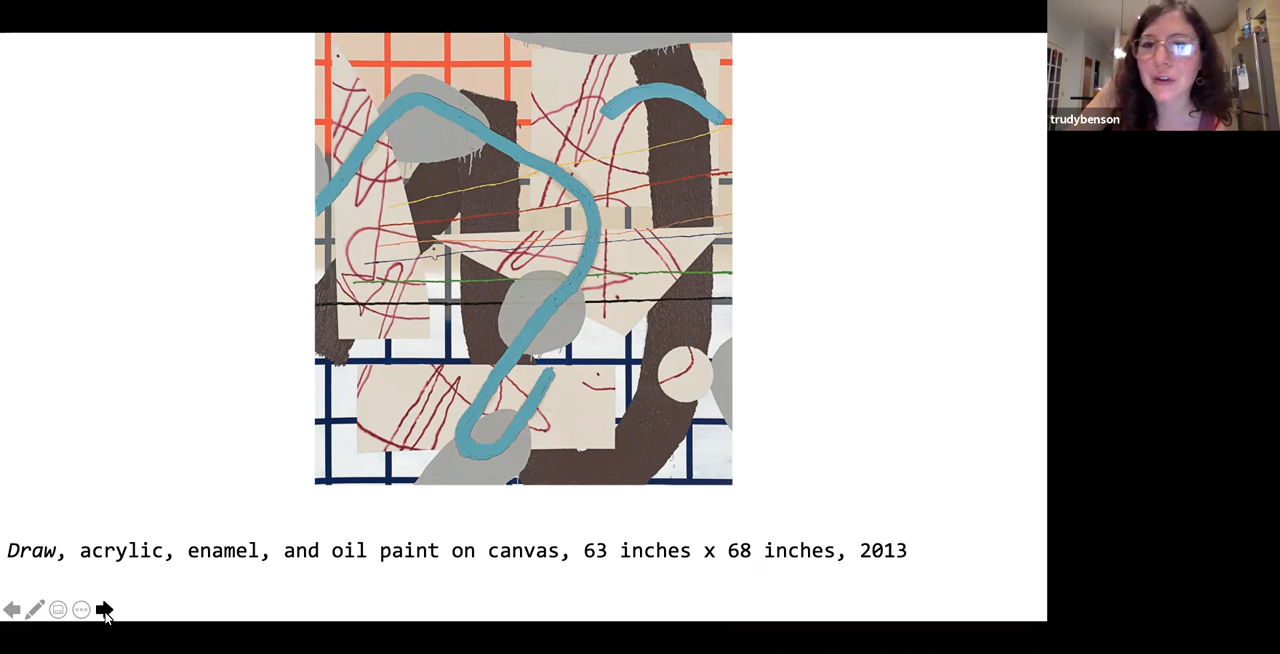 trudybenson
Draw, acrylic, enamel, and oil paint on canvas, 63 inches x 68 inches, 2013